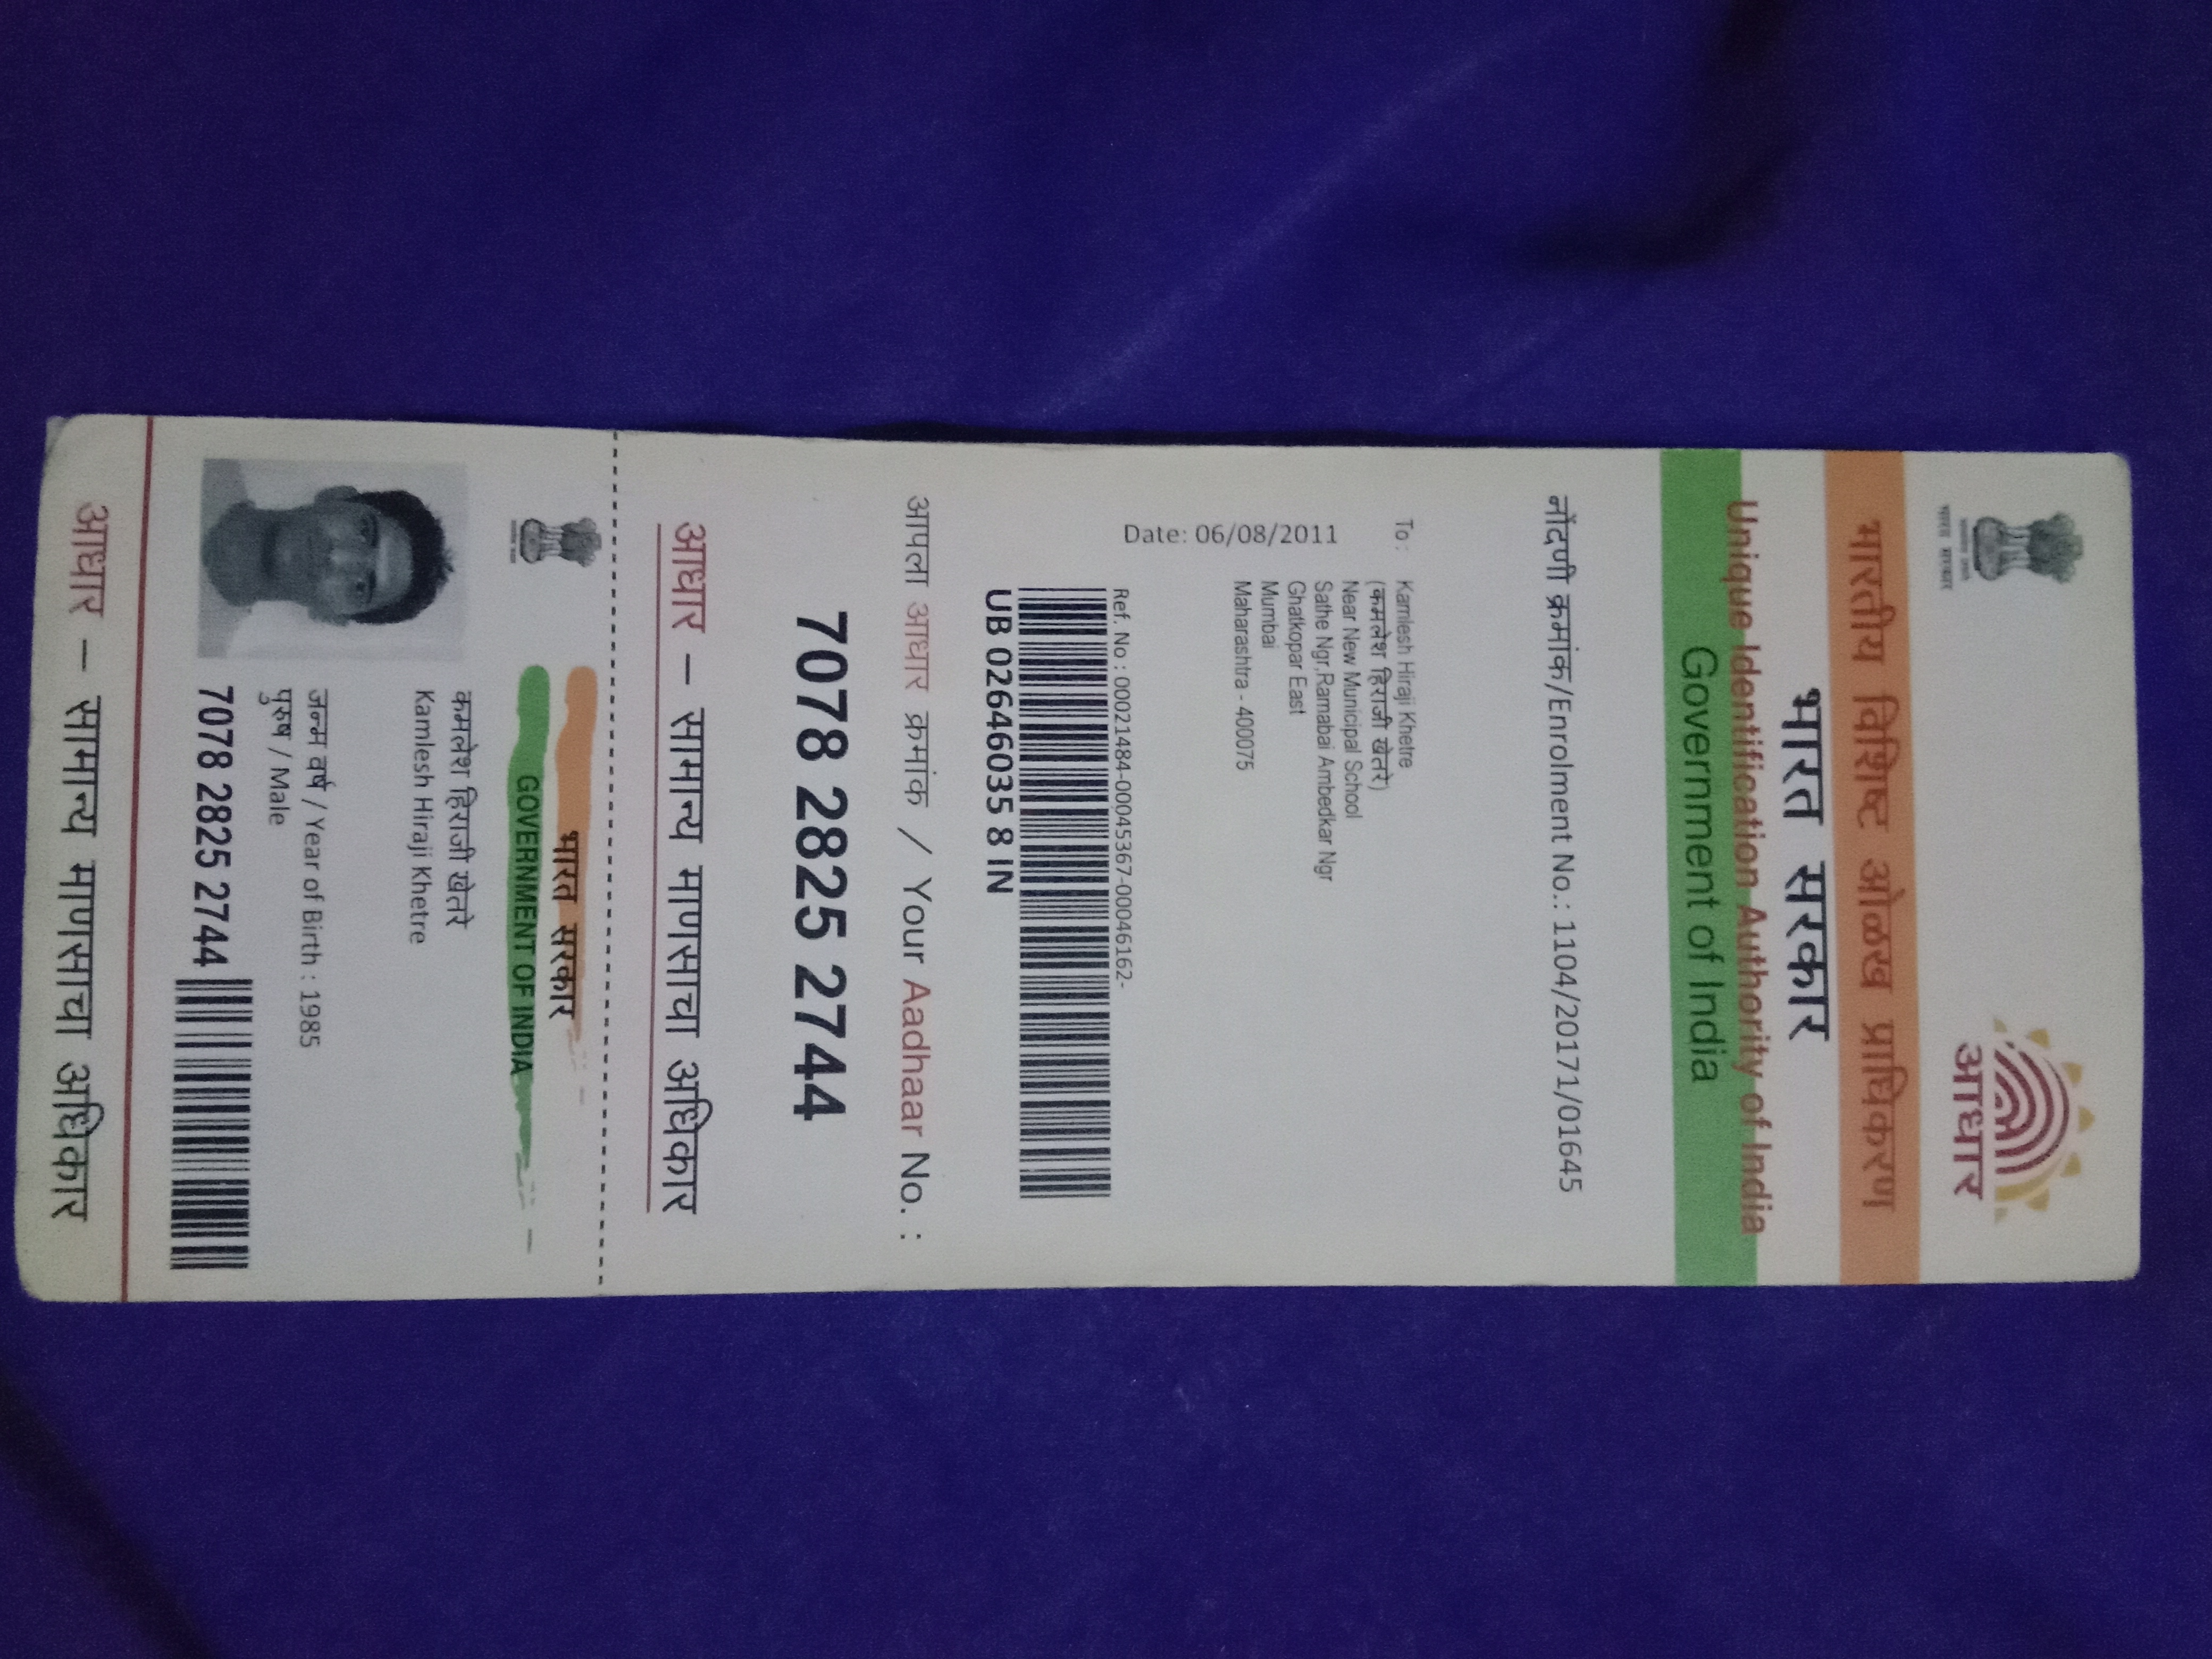 भारत सरकार
आधार
भारतीय विशिष्ट ओळख प्राधिकरण
भारत सरकार
Unique Identification Authority of India
Government of India
नोंदणी क्रमांक/Enrolment No.: 1104/20171/01645
To: Kamlesh Hiraji Khetre
(कमलेश हिराजी खेतरे)
Near New Municipal School
Sathe Ngr,Ramabai Ambedkar Ngr
Ghatkopar East
Mumbai
Maharashtra - 400075
Date: 06/08/2011
Ref. No : 00021484-00045367-00046162-
UB 02646035 8 IN
आपला आधार क्रमांक / Your Aadhaar No. :
7078 2825 2744
आधार – सामान्य माणसाचा अधिकार
भारत सरकार
GOVERNMENT OF INDIA
कमलेश हिराजी खेतरे
Kamlesh Hiraji Khetre
जन्म वर्ष / Year of Birth : 1985
पुरुष / Male
7078 2825 2744
आधार – सामान्य माणसाचा अधिकार